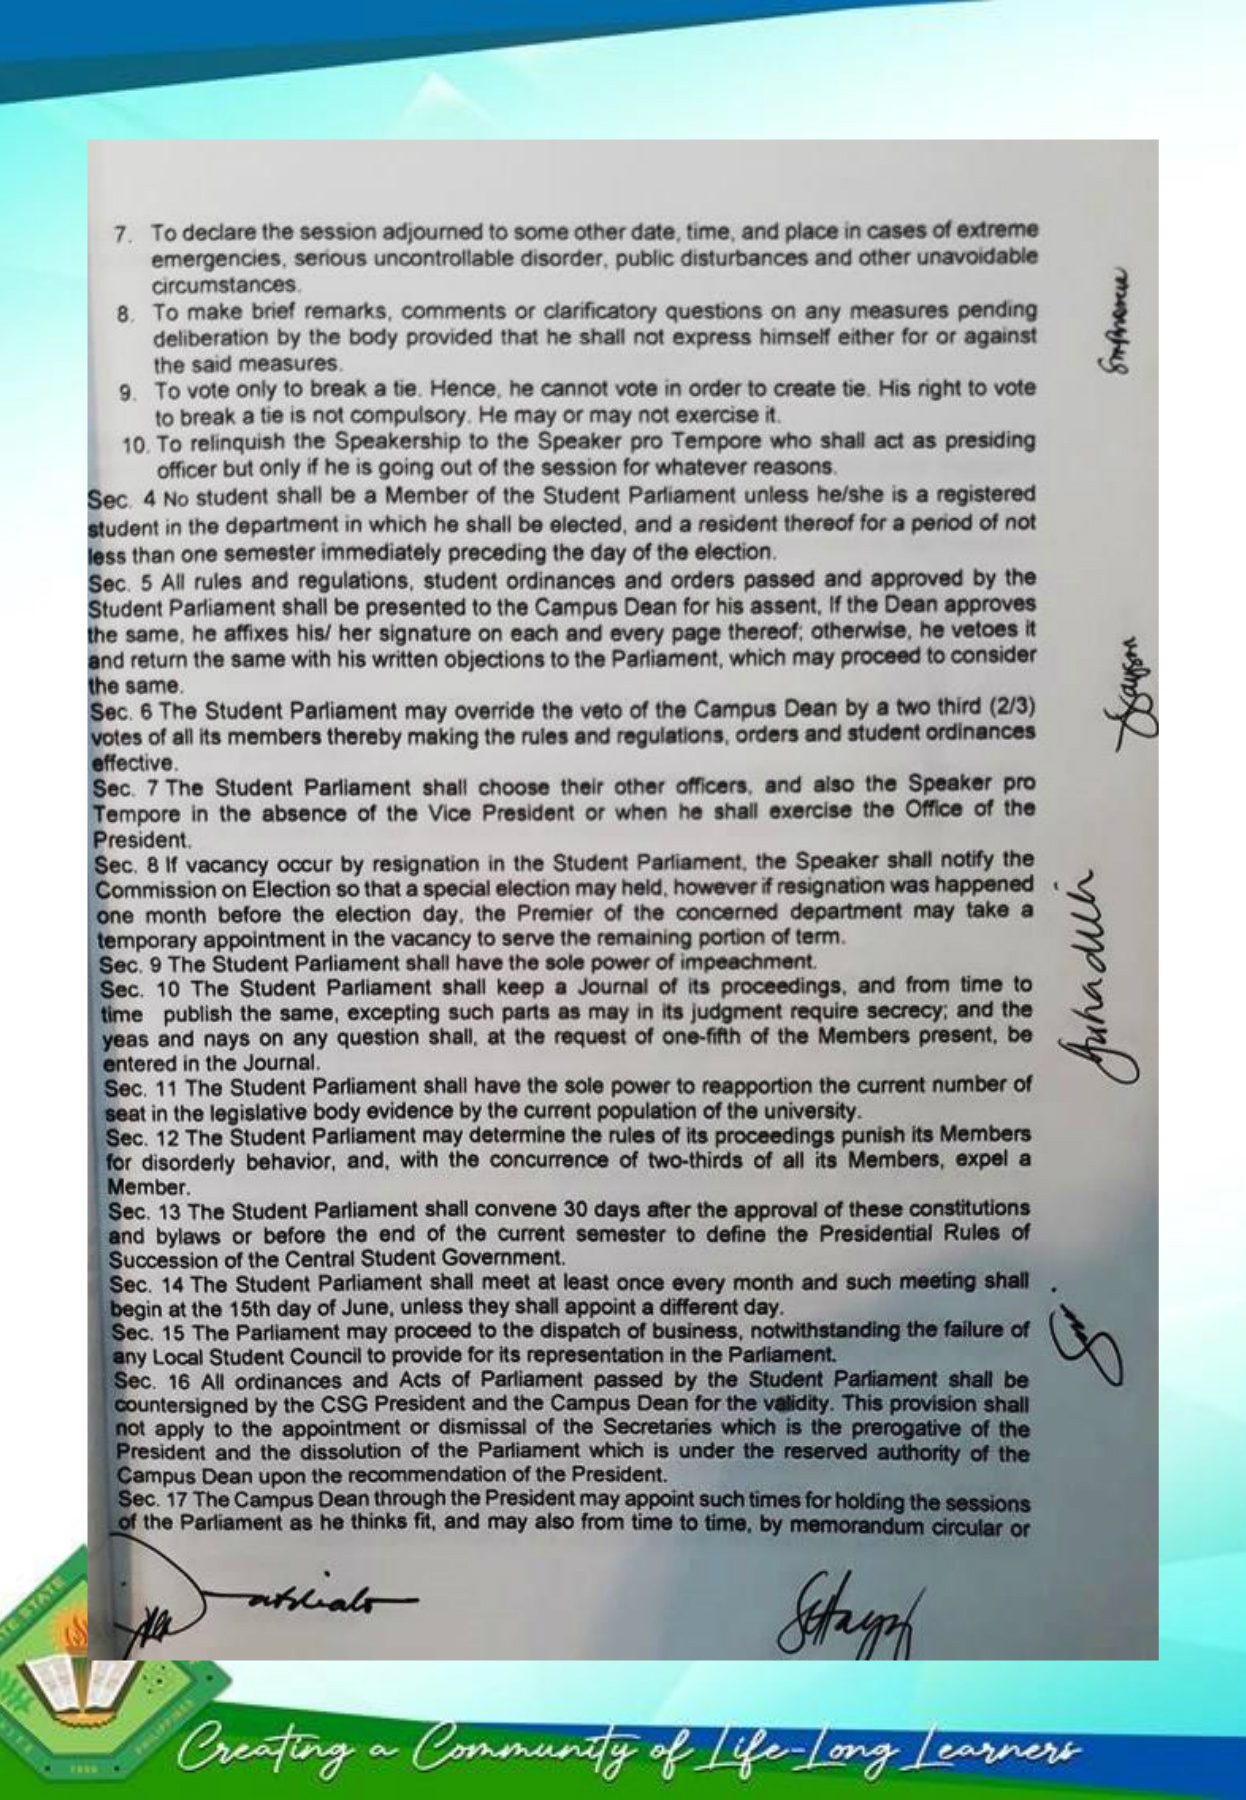 7. To declare the session adjourned to some other date, time, and place in cases of extreme
emergencies, serious uncontrollable disorder, public disturbances and other unavoidable
circumstances.
8. To make brief remarks, comments or clarificatory questions on any measures pending
deliberation by the body provided that he shall not express himself either for or against
the said measures.
9. To vote only to break a tie. Hence, he cannot vote in order to create tie. His right to vote
to break a tie is not compulsory. He may or may not exercise it.
10. To relinquish the Speakership to the Speaker pro Tempore who shall act as presiding
officer but only if he is going out of the session for whatever reasons.
Sec. 4 No student shall be a Member of the Student Parliament unless he/she is a registered
student in the department in which he shall be elected, and a resident thereof for a period of not
less than one semester immediately preceding the day of the election.
Sec. 5 All rules and regulations, student ordinances and orders passed and approved by the
Student Parliament shall be presented to the Campus Dean for his assent, If the Dean approves
the same, he affixes his/ her signature on each and every page thereof; otherwise, he vetoes it
and return the same with his written objections to the Parliament, which may proceed to consider
the same.
Sec. 6 The Student Parliament may override the veto of the Campus Dean by a two third (2/3)
votes of all its members thereby making the rules and regulations, orders and student ordinances
effective.
Sec. 7 The Student Parliament shall choose their other officers, and also the Speaker pro
Tempore in the absence of the Vice President or when he shall exercise the Office of the
President.
Sec. 8 If vacancy occur by resignation in the Student Parliament, the Speaker shall notify the
Commission on Election so that a special election may held, however if resignation was happened
one month before the election day, the Premier of the concerned department may take a
temporary appointment in the vacancy to serve the remaining portion of term.
Sec. 9 The Student Parliament shall have the sole power of impeachment.
Sec. 10 The Student Parliament shall keep a Journal of its proceedings, and from time to
time publish the same, excepting such parts as may in its judgment require secrecy; and the
yeas and nays on any question shall, at the request of one-fifth of the Members present, be
entered in the Journal.
Sec. 11 The Student Parliament shall have the sole power to reapportion the current number of
seat in the legislative body evidence by the current population of the university.
Sec. 12 The Student Parliament may determine the rules of its proceedings punish its Members
for disorderly behavior, and, with the concurrence of two-thirds of all its Members, expel a
Member.
Sec. 13 The Student Parliament shall convene 30 days after the approval of these constitutions
and bylaws or before the end of the current semester to define the Presidential Rules of
Succession of the Central Student Government.
Sec. 14 The Student Parliament shall meet at least once every month and such meeting shall
begin at the 15th day of June, unless they shall appoint a different day.
Sec. 15 The Parliament may proceed to the dispatch of business, notwithstanding the failure of
any Local Student Council to provide for its representation in the Parliament.
Sec. 16 All ordinances and Acts of Parliament passed by the Student Parliament shall be
countersigned by the CSG President and the Campus Dean for the validity. This provision shall
not apply to the appointment or dismissal of the Secretaries which is the prerogative of the
President and the dissolution of the Parliament which is under the reserved authority of the
Campus Dean upon the recommendation of the President.
Sec. 17 The Campus Dean through the President may appoint such times for holding the sessions
of the Parliament as he thinks fit, and may also from time to time, by memorandum circular or
STATE
PHILIPPINES
Creating a Community of Life-Long Learners